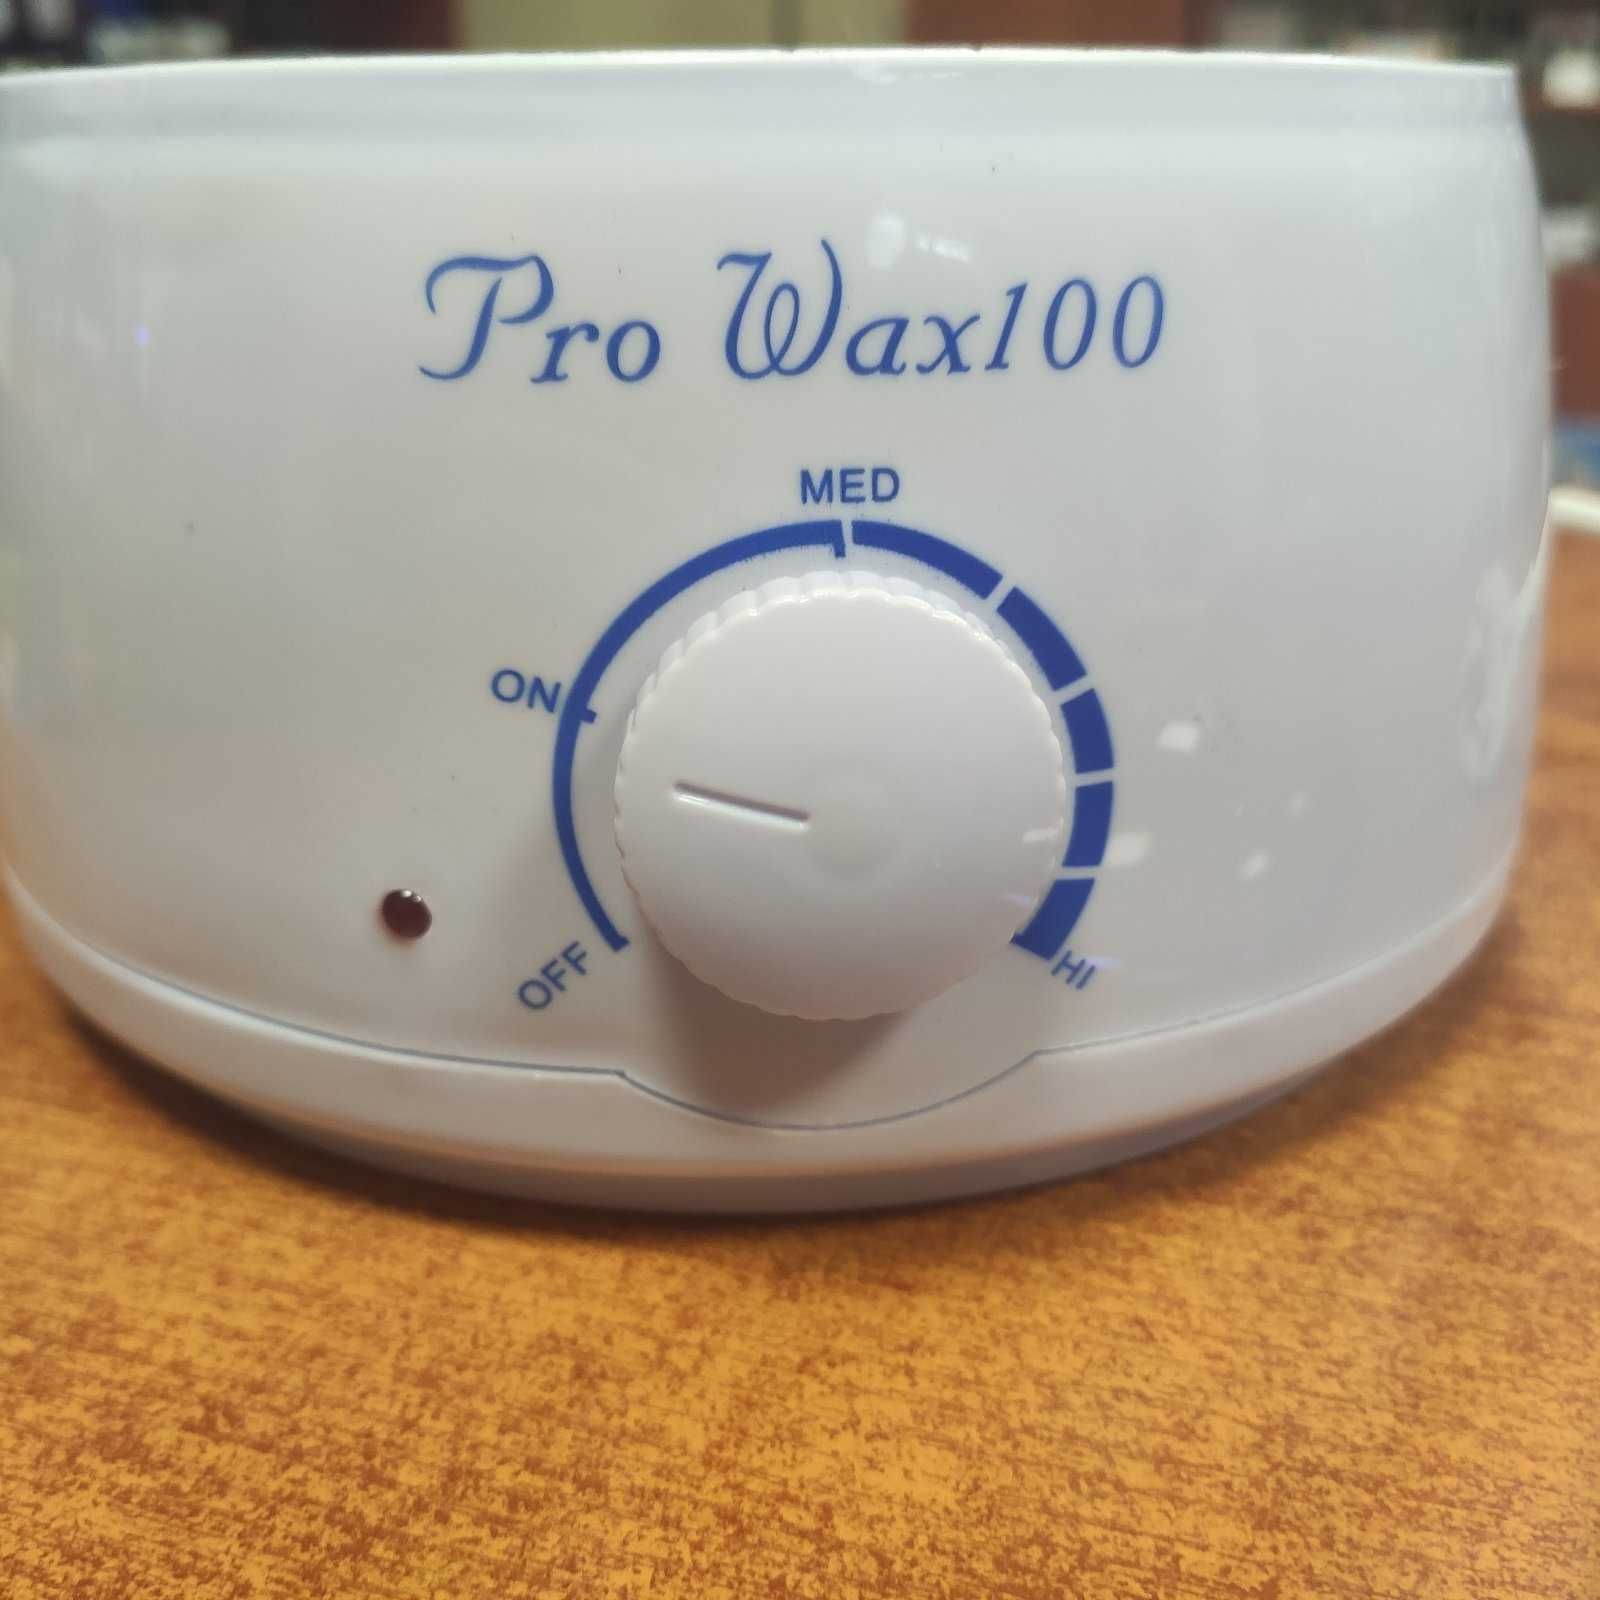 Pro Wax100
MED
ON
OFF
HI